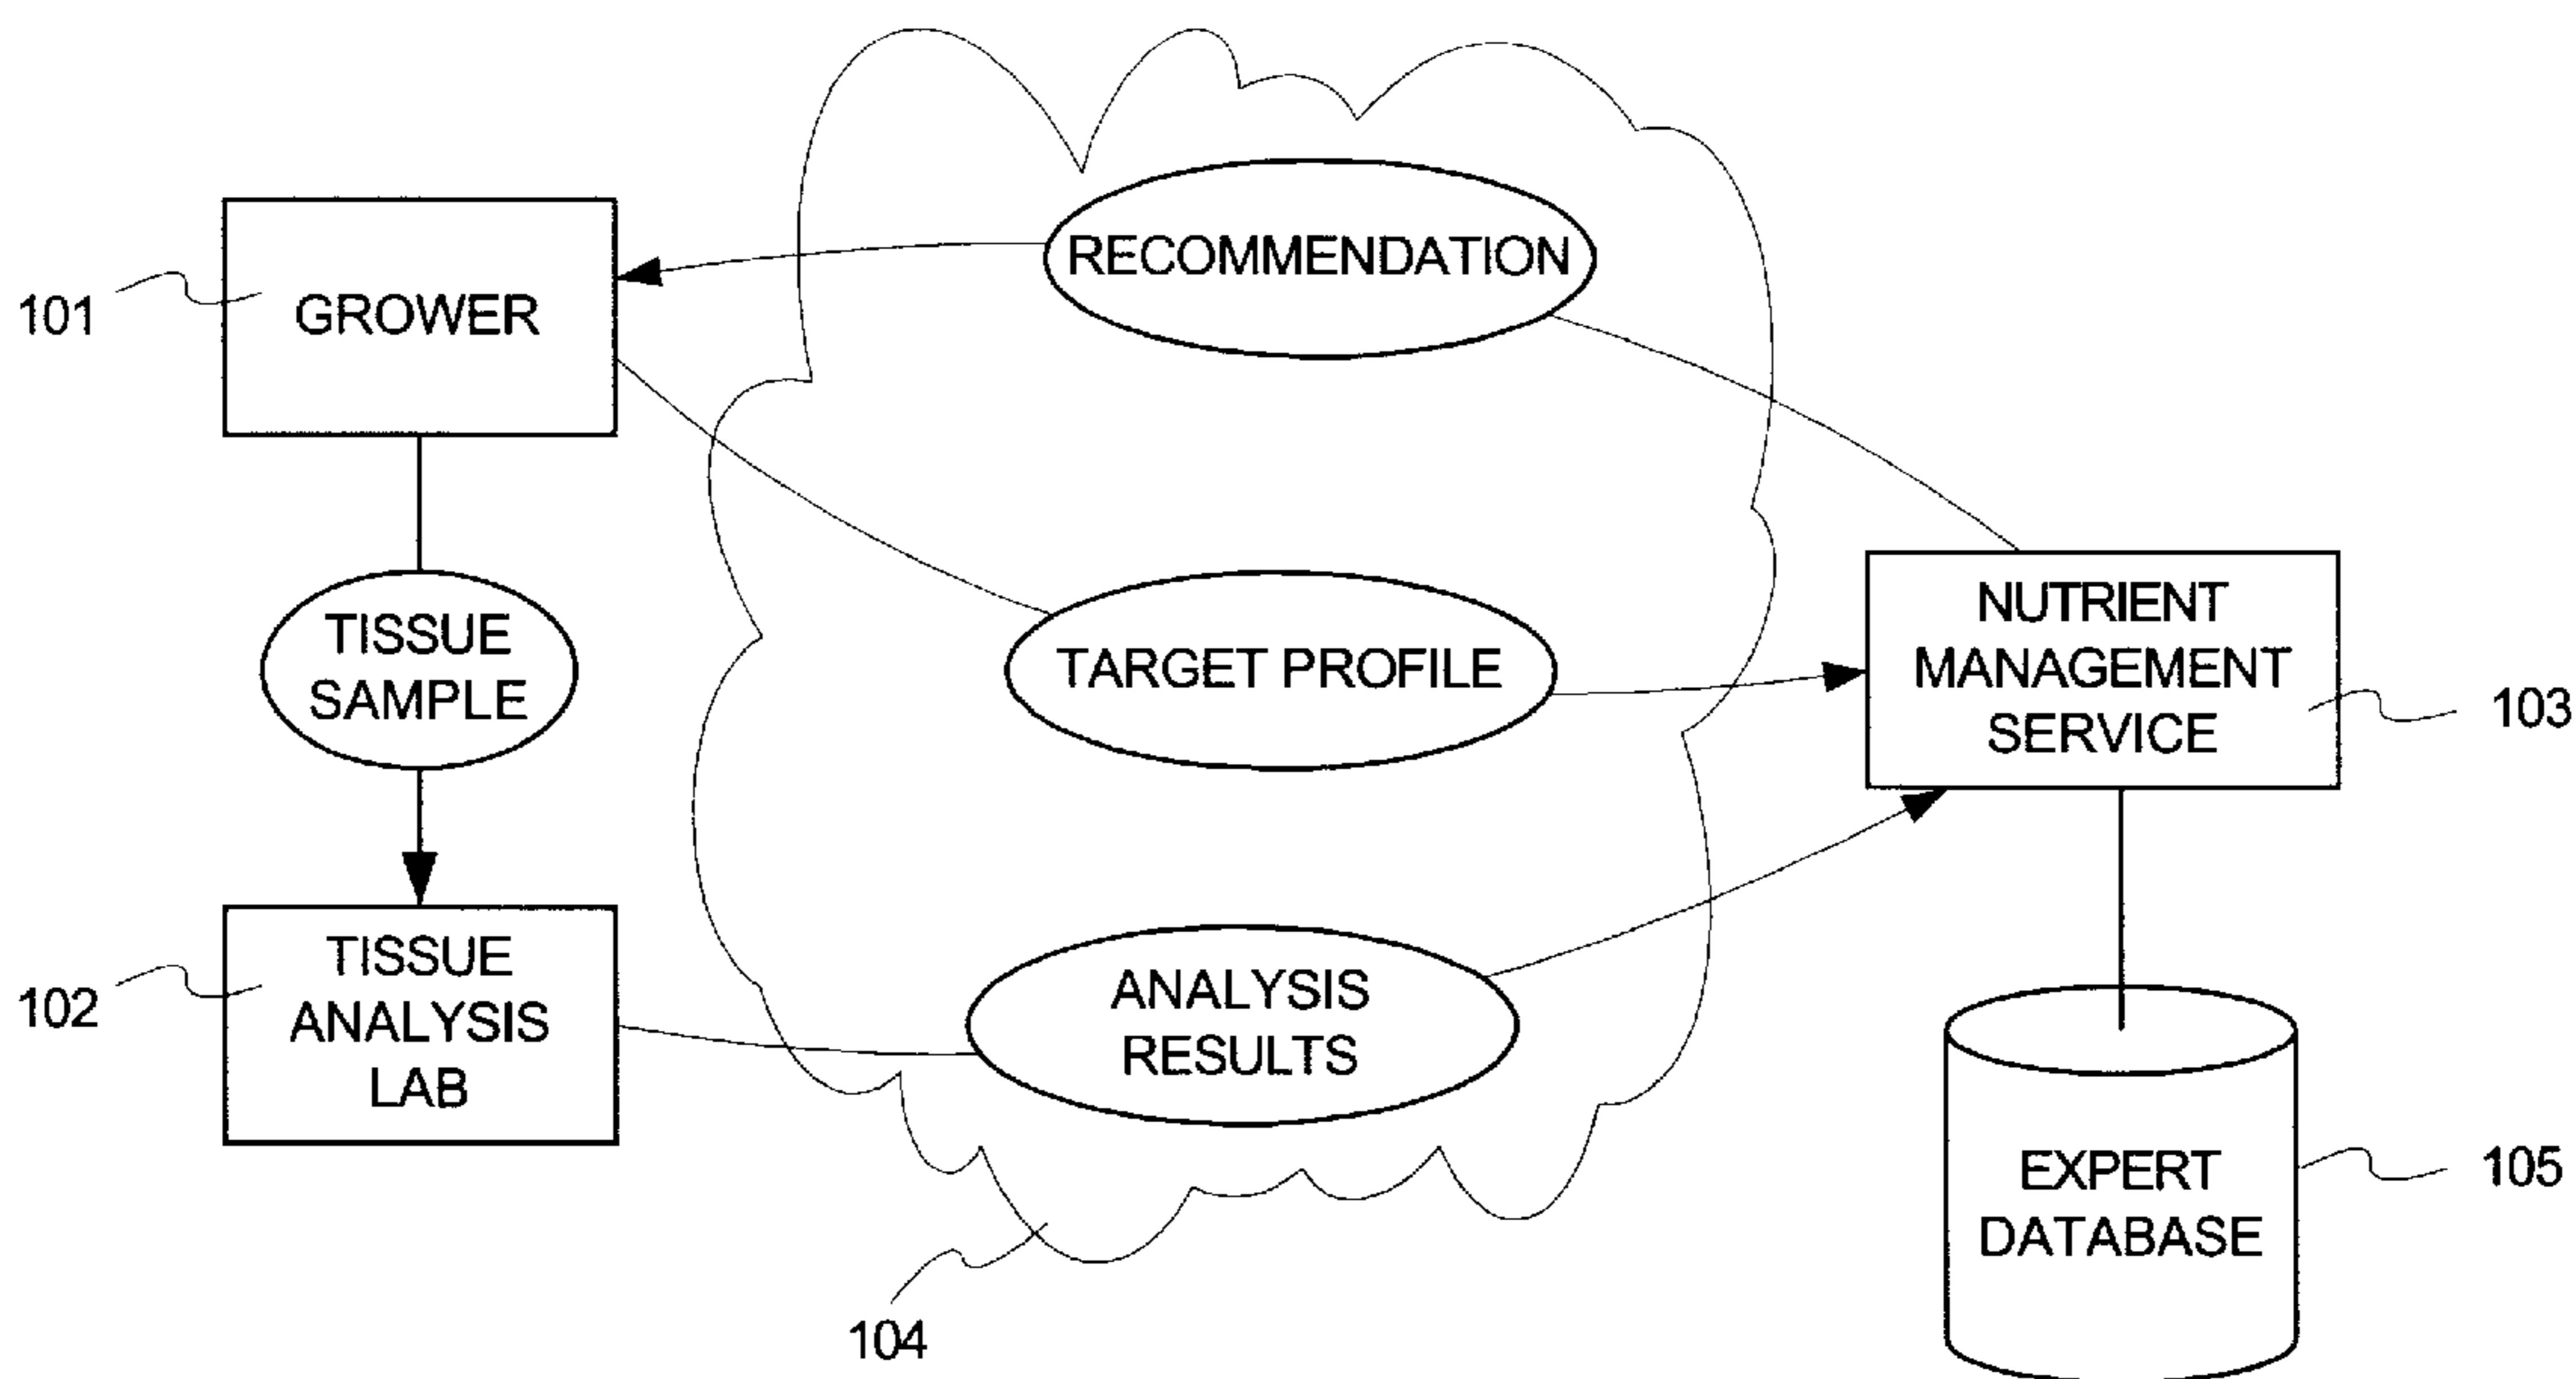 RECOMMENDATION
101
GROWER
TISSUE
SAMPLE
TARGET PROFILE
NUTRIENT
MANAGEMENT
SERVICE
103
102
TISSUE
ANALYSIS
LAB
ANALYSIS
RESULTS
EXPERT
DATABASE
105
104